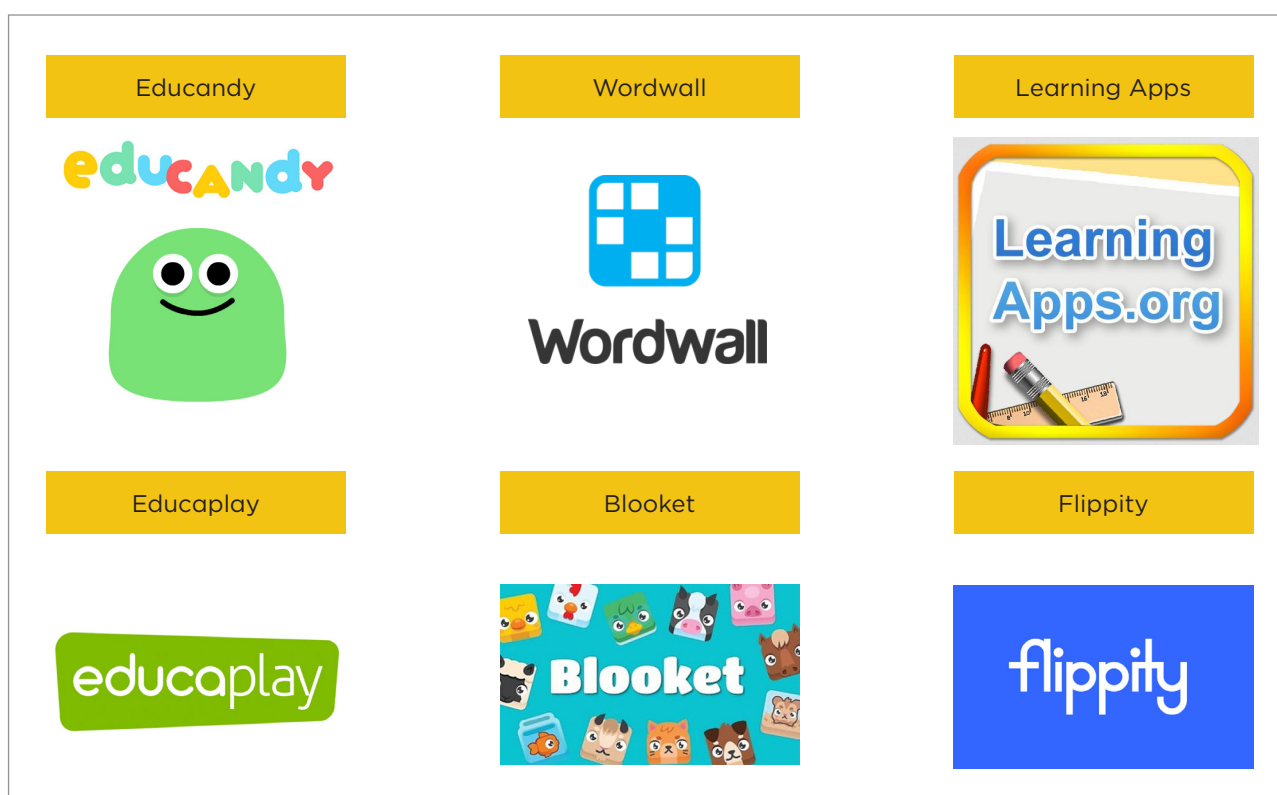 Educandy
Wordwall
Learning Apps
educandy
Wordwall
Learning
Apps.org
Educaplay
Blooket
Flippity
educaplay
Blooket
flippity